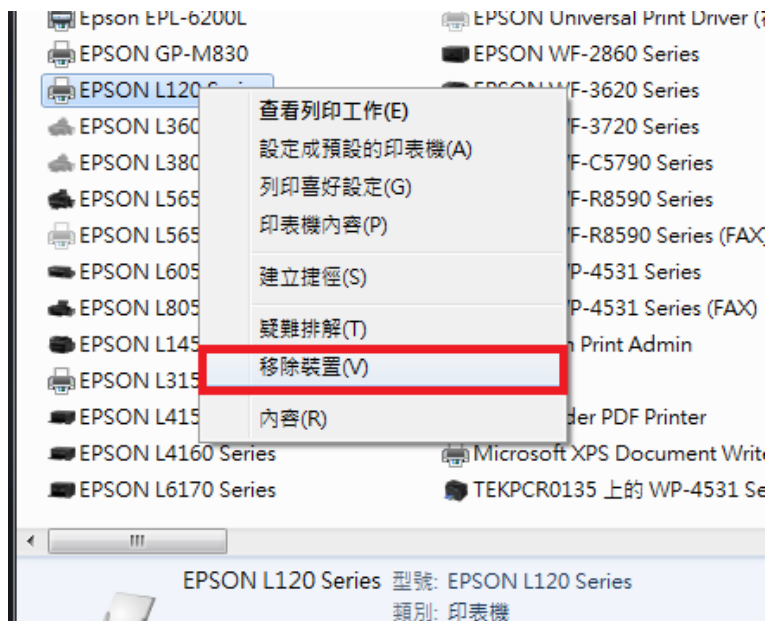 Epson EPL-6200L
EPSON GP-M830
EPSON L120
EPSON L360
EPSON L380
EPSON L565
EPSON L565
EPSON L605
EPSON L805
EPSON L145
EPSON L315
EPSON L415
EPSON L4160 Series
EPSON L6170 Series
查看列印工作(E)
設定成預設的印表機(A)
列印喜好設定(G)
印表機內容(P)
建立捷徑(S)
疑難排解(T)
移除裝置(V)
內容(R)
EPSON Universal Print Driver
EPSON WF-2860 Series
EPSON WF-3620 Series
F-3720 Series
F-C5790 Series
F-R8590 Series
F-R8590 Series (FAX)
P-4531 Series
P-4531 Series (FAX)
Print Admin
der PDF Printer
Microsoft XPS Document Write
TEKPCR0135 上的 WP-4531 Se
EPSON L120 Series 型號: EPSON L120 Series
類別: 印表機